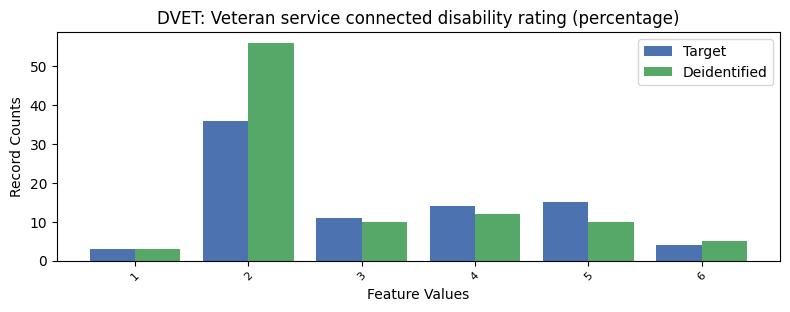 DVET: Veteran service connected disability rating (percentage)
Target
Deidentified
Record Counts
50
40
30
20
10
0
1 2 3 4 5 6
Feature Values